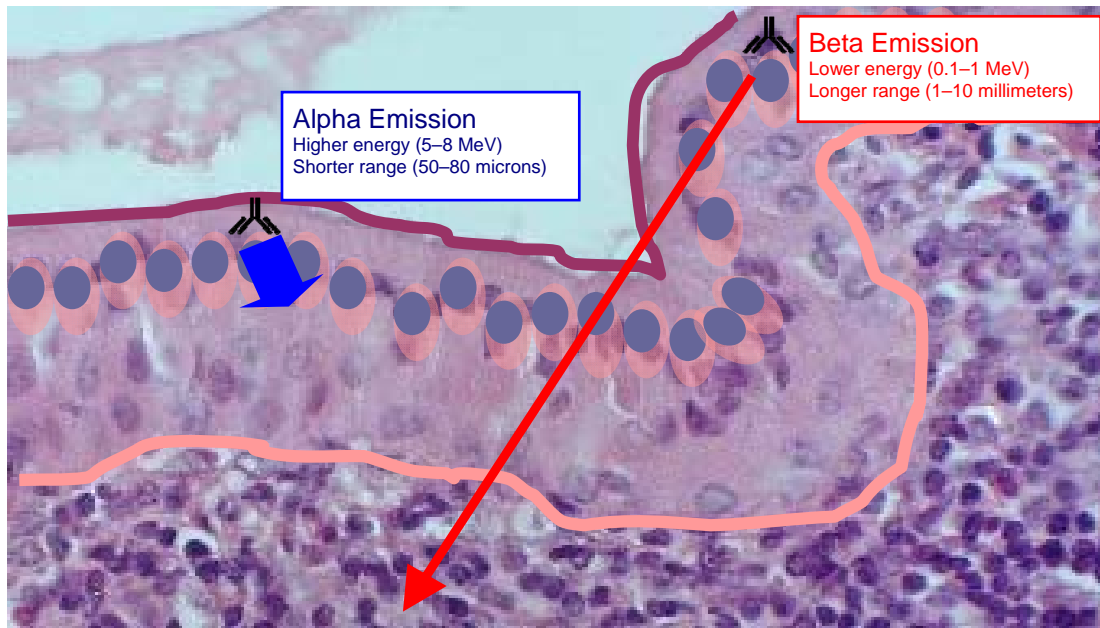 Alpha Emission
Higher energy (5–8 MeV)
Shorter range (50–80 microns)
Beta Emission
Lower energy (0.1–1 MeV)
Longer range (1–10 millimeters)